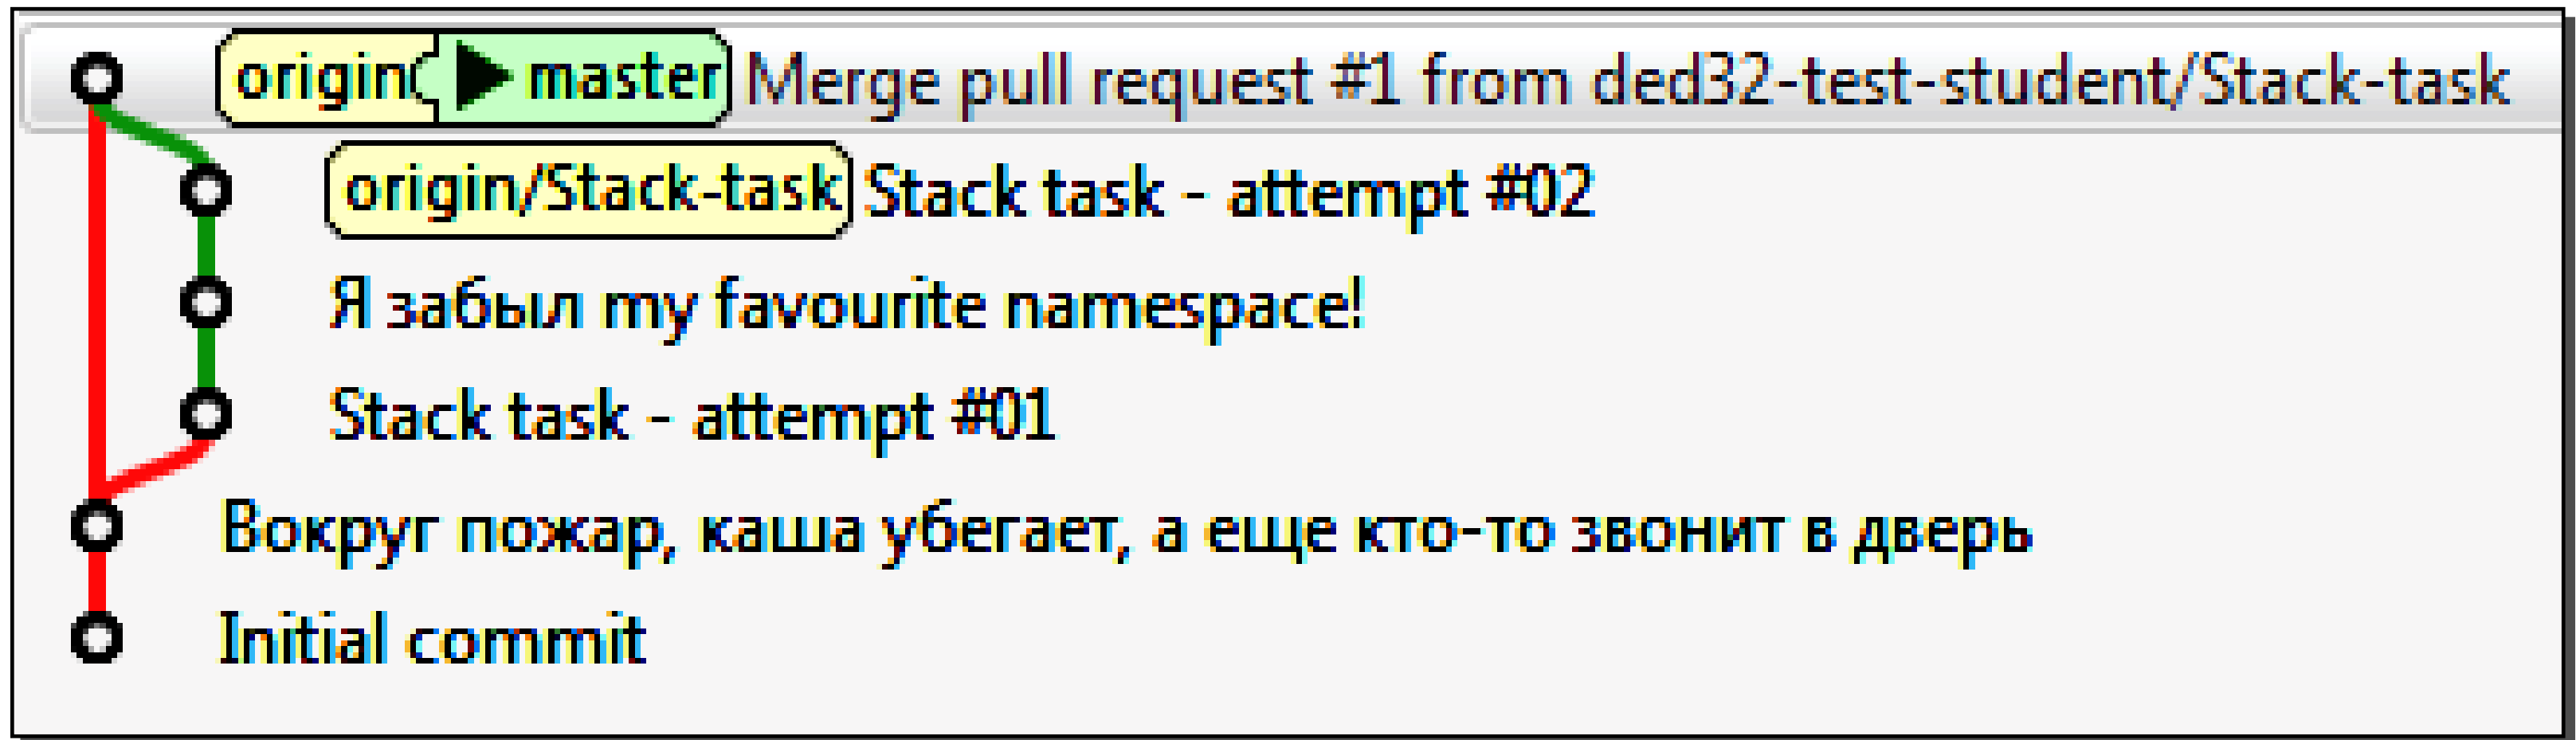 origin master Merge pull request #1 from ded32-test-student/Stack-task
origin/Stack-task Stack task - attempt #02
Я забыл my favourite namespace!
Stack task - attempt #01
Вокруг пожар, каша убегает, а еще кто-то звонит в дверь
Initial commit